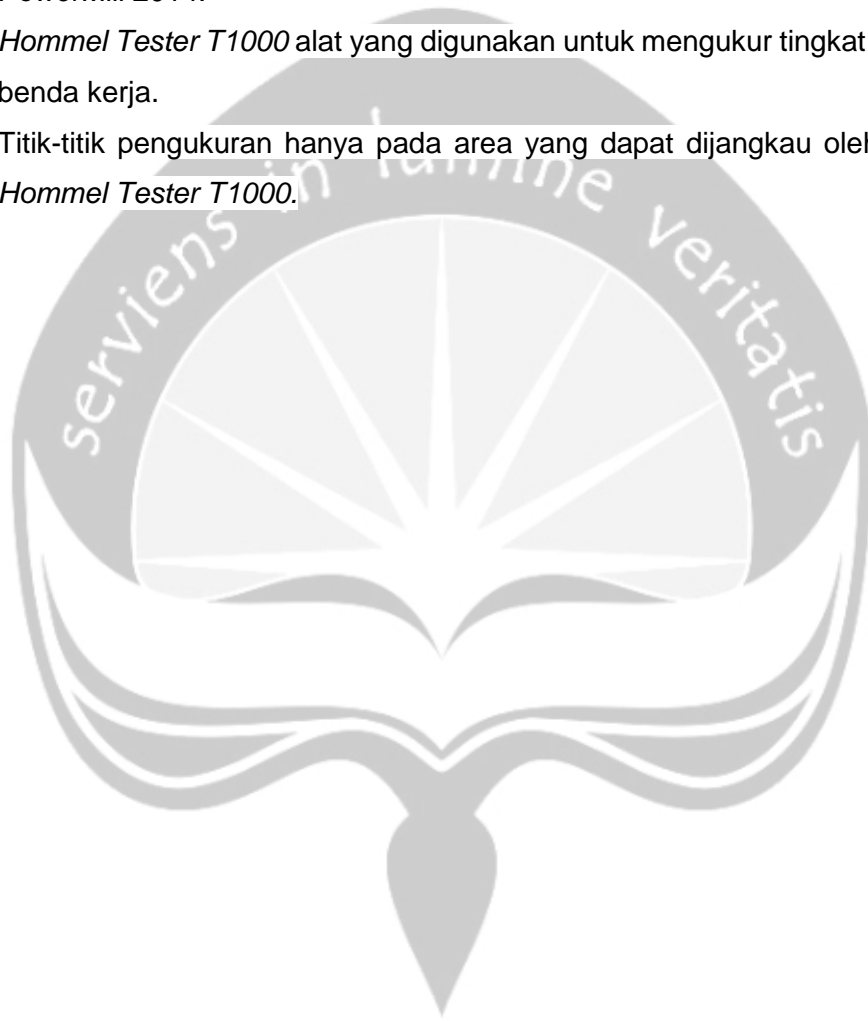 Hommel Tester T1000 alat yang digunakan untuk mengukur tingkat
benda kerja.
Titik-titik pengukuran hanya pada area yang dapat dijangkau oleh
Hommel Tester T1000.
serviens in lumine veritatis